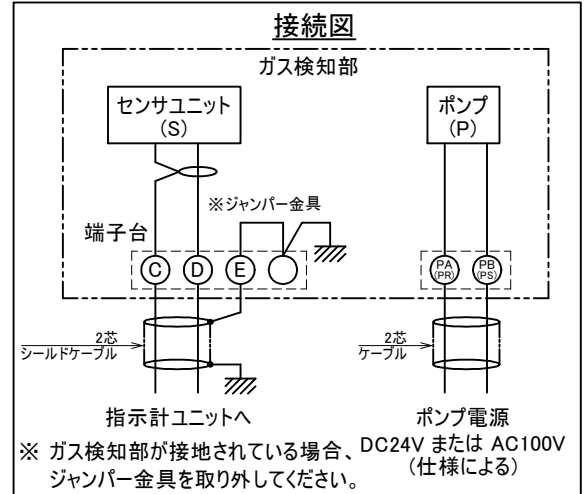 接続図
ガス検知部
センサユニット
(S)
ポンプ
(P)
※ジャンパー金具
端子台
C D E
PA
(PR)
PB
(PS)
2芯
シールドケーブル
2芯
ケーブル
指示計ユニットへ
ポンプ電源
DC24V または AC100V
(仕様による)
※ ガス検知部が接地されている場合、
ジャンパー金具を取り外してください。